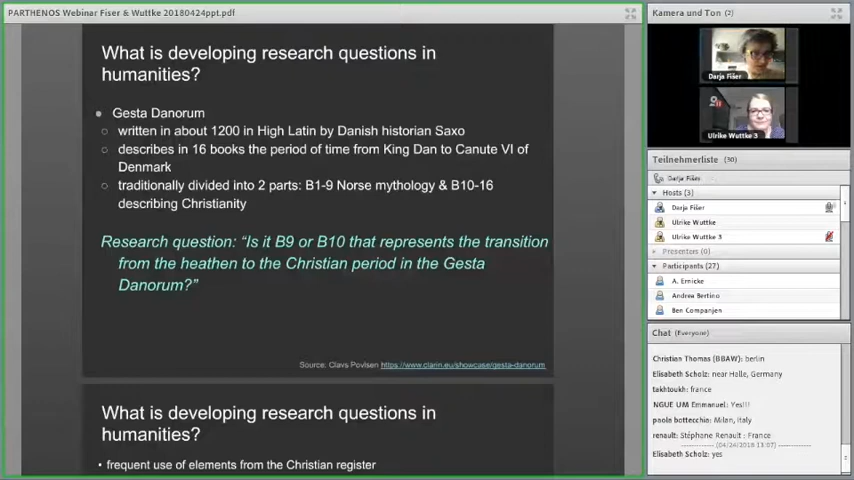 PARTHENOS Webinar Fiser & Wuttke 20180424ppt.pdf
What is developing research questions in
humanities?
Gesta Danorum
written in about 1200 in High Latin by Danish historian Saxo
describes in 16 books the period of time from King Dan to Canute VI of
Denmark
traditionally divided into 2 parts: B1-9 Norse mythology & B10-16
describing Christianity
Research question: “Is it B9 or B10 that represents the transition
from the heathen to the Christian period in the Gesta
Danorum?”
Source: Clavs Povlsen https://www.clarin.eu/showcase/gesta-danorum
What is developing research questions in
humanities?
• frequent use of elements from the Christian register
Kamera und Ton (2)
Darja Fišer
Ulrike Wuttke 3
Teilnehmerliste (30)
Darja Fišer
Hosts (3)
Darja Fišer
Ulrike Wuttke
Ulrike Wuttke 3
Presenters (0)
Participants (27)
A. Ernicke
Andrea Bertino
Ben Companjen
Chat (Everyone)
Christian Thomas (BBAW): berlin
Elisabeth Scholz: near Halle, Germany
takhtoukh: france
NGUE UM Emmanuel: Yes!!!
paola bottecchia: Milan, Italy
renault: Stéphane Renault : France
------------ (04/24/2018 13:07) ------------
Elisabeth Scholz: yes